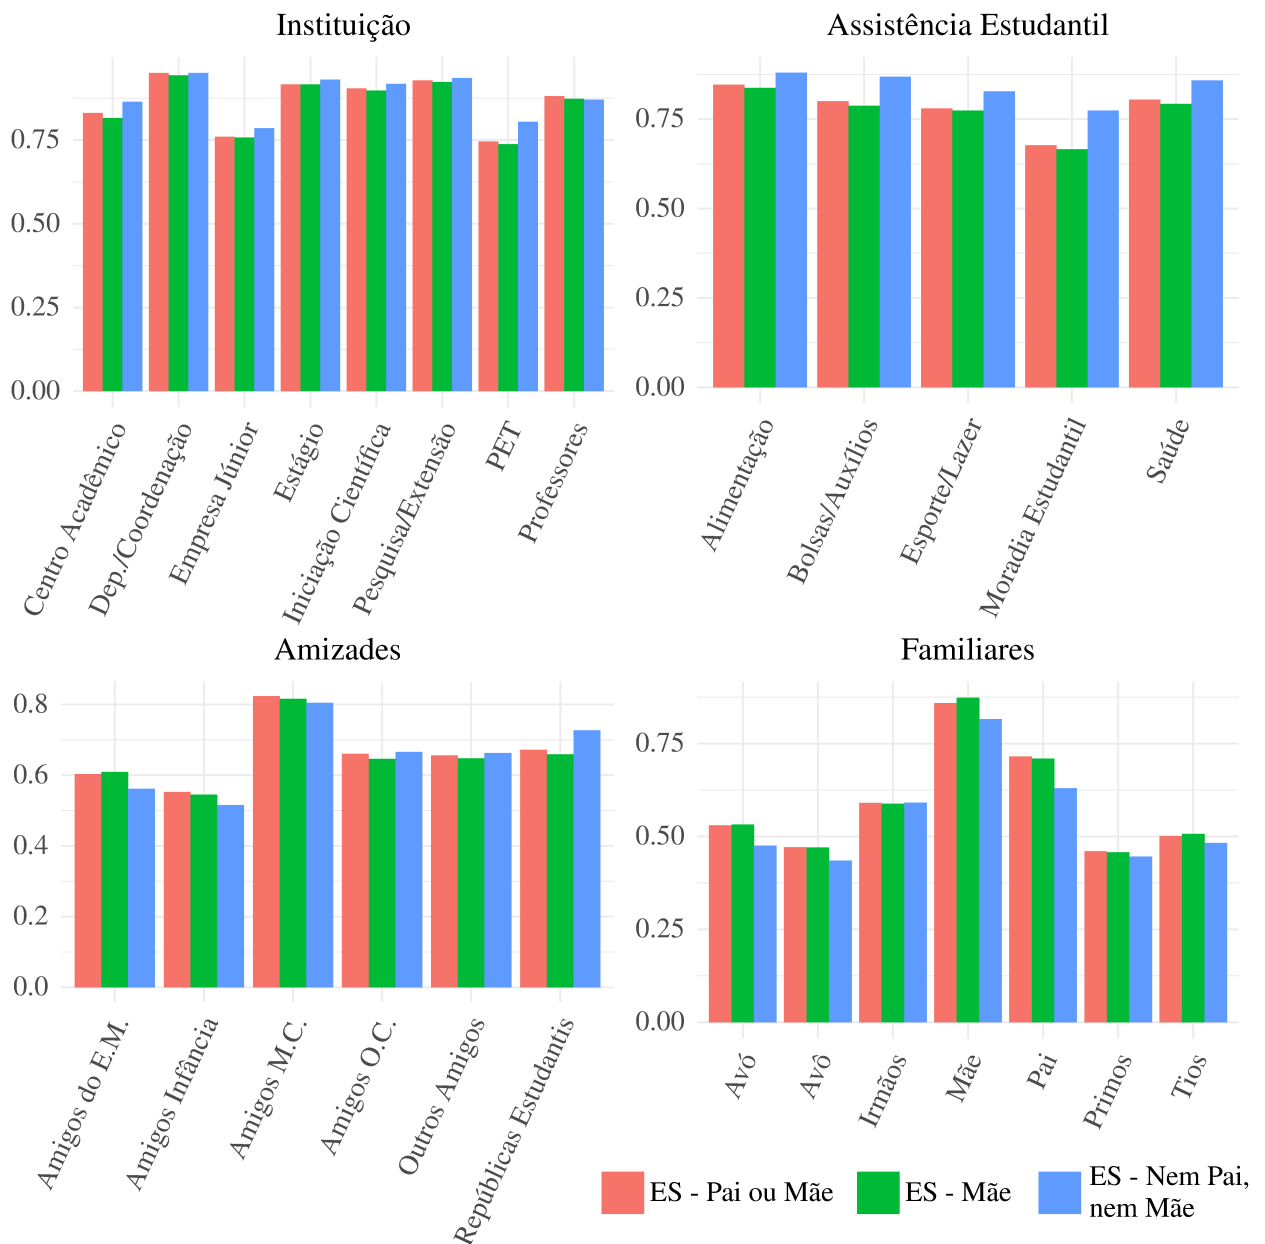 Instituição
0.75
0.50
0.25
0.00
Centro Acadêmico
Dep./Coordenação
Empresa Júnior
Estágio
Iniciação Científica
Pesquisa/Extensão
PET
Professores
Assistência Estudantil
0.75
0.50
0.25
0.00
Alimentação
Bolsas/Auxílios
Esporte/Lazer
Moradia Estudantil
Saúde
Amizades
0.8
0.6
0.4
0.2
0.0
Amigos do E.M.
Amigos Infância
Amigos M.C.
Amigos O.C.
Outros Amigos
Repúblicas Estudantis
Familiares
0.75
0.50
0.25
0.00
Avó
Avô
Irmãos
Mãe
Pai
Primos
Tios
ES - Pai ou Mãe
ES - Mãe
ES - Nem Pai,
nem Mãe